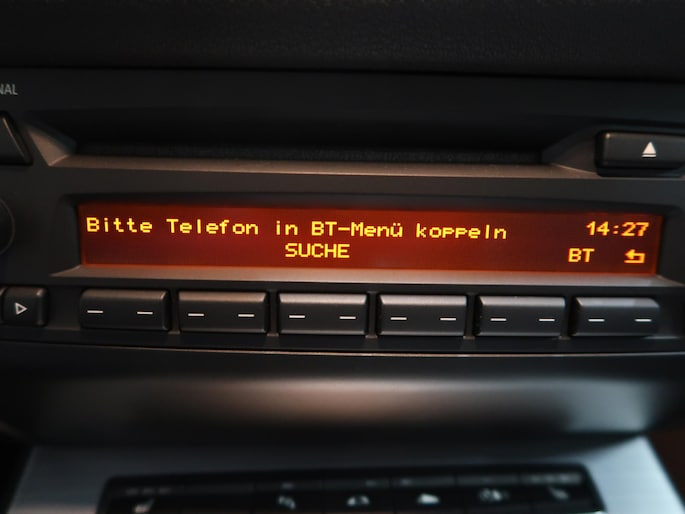 NAL
Bitte Telefon in BT-Menü koppeln 14:27
SUCHE BT